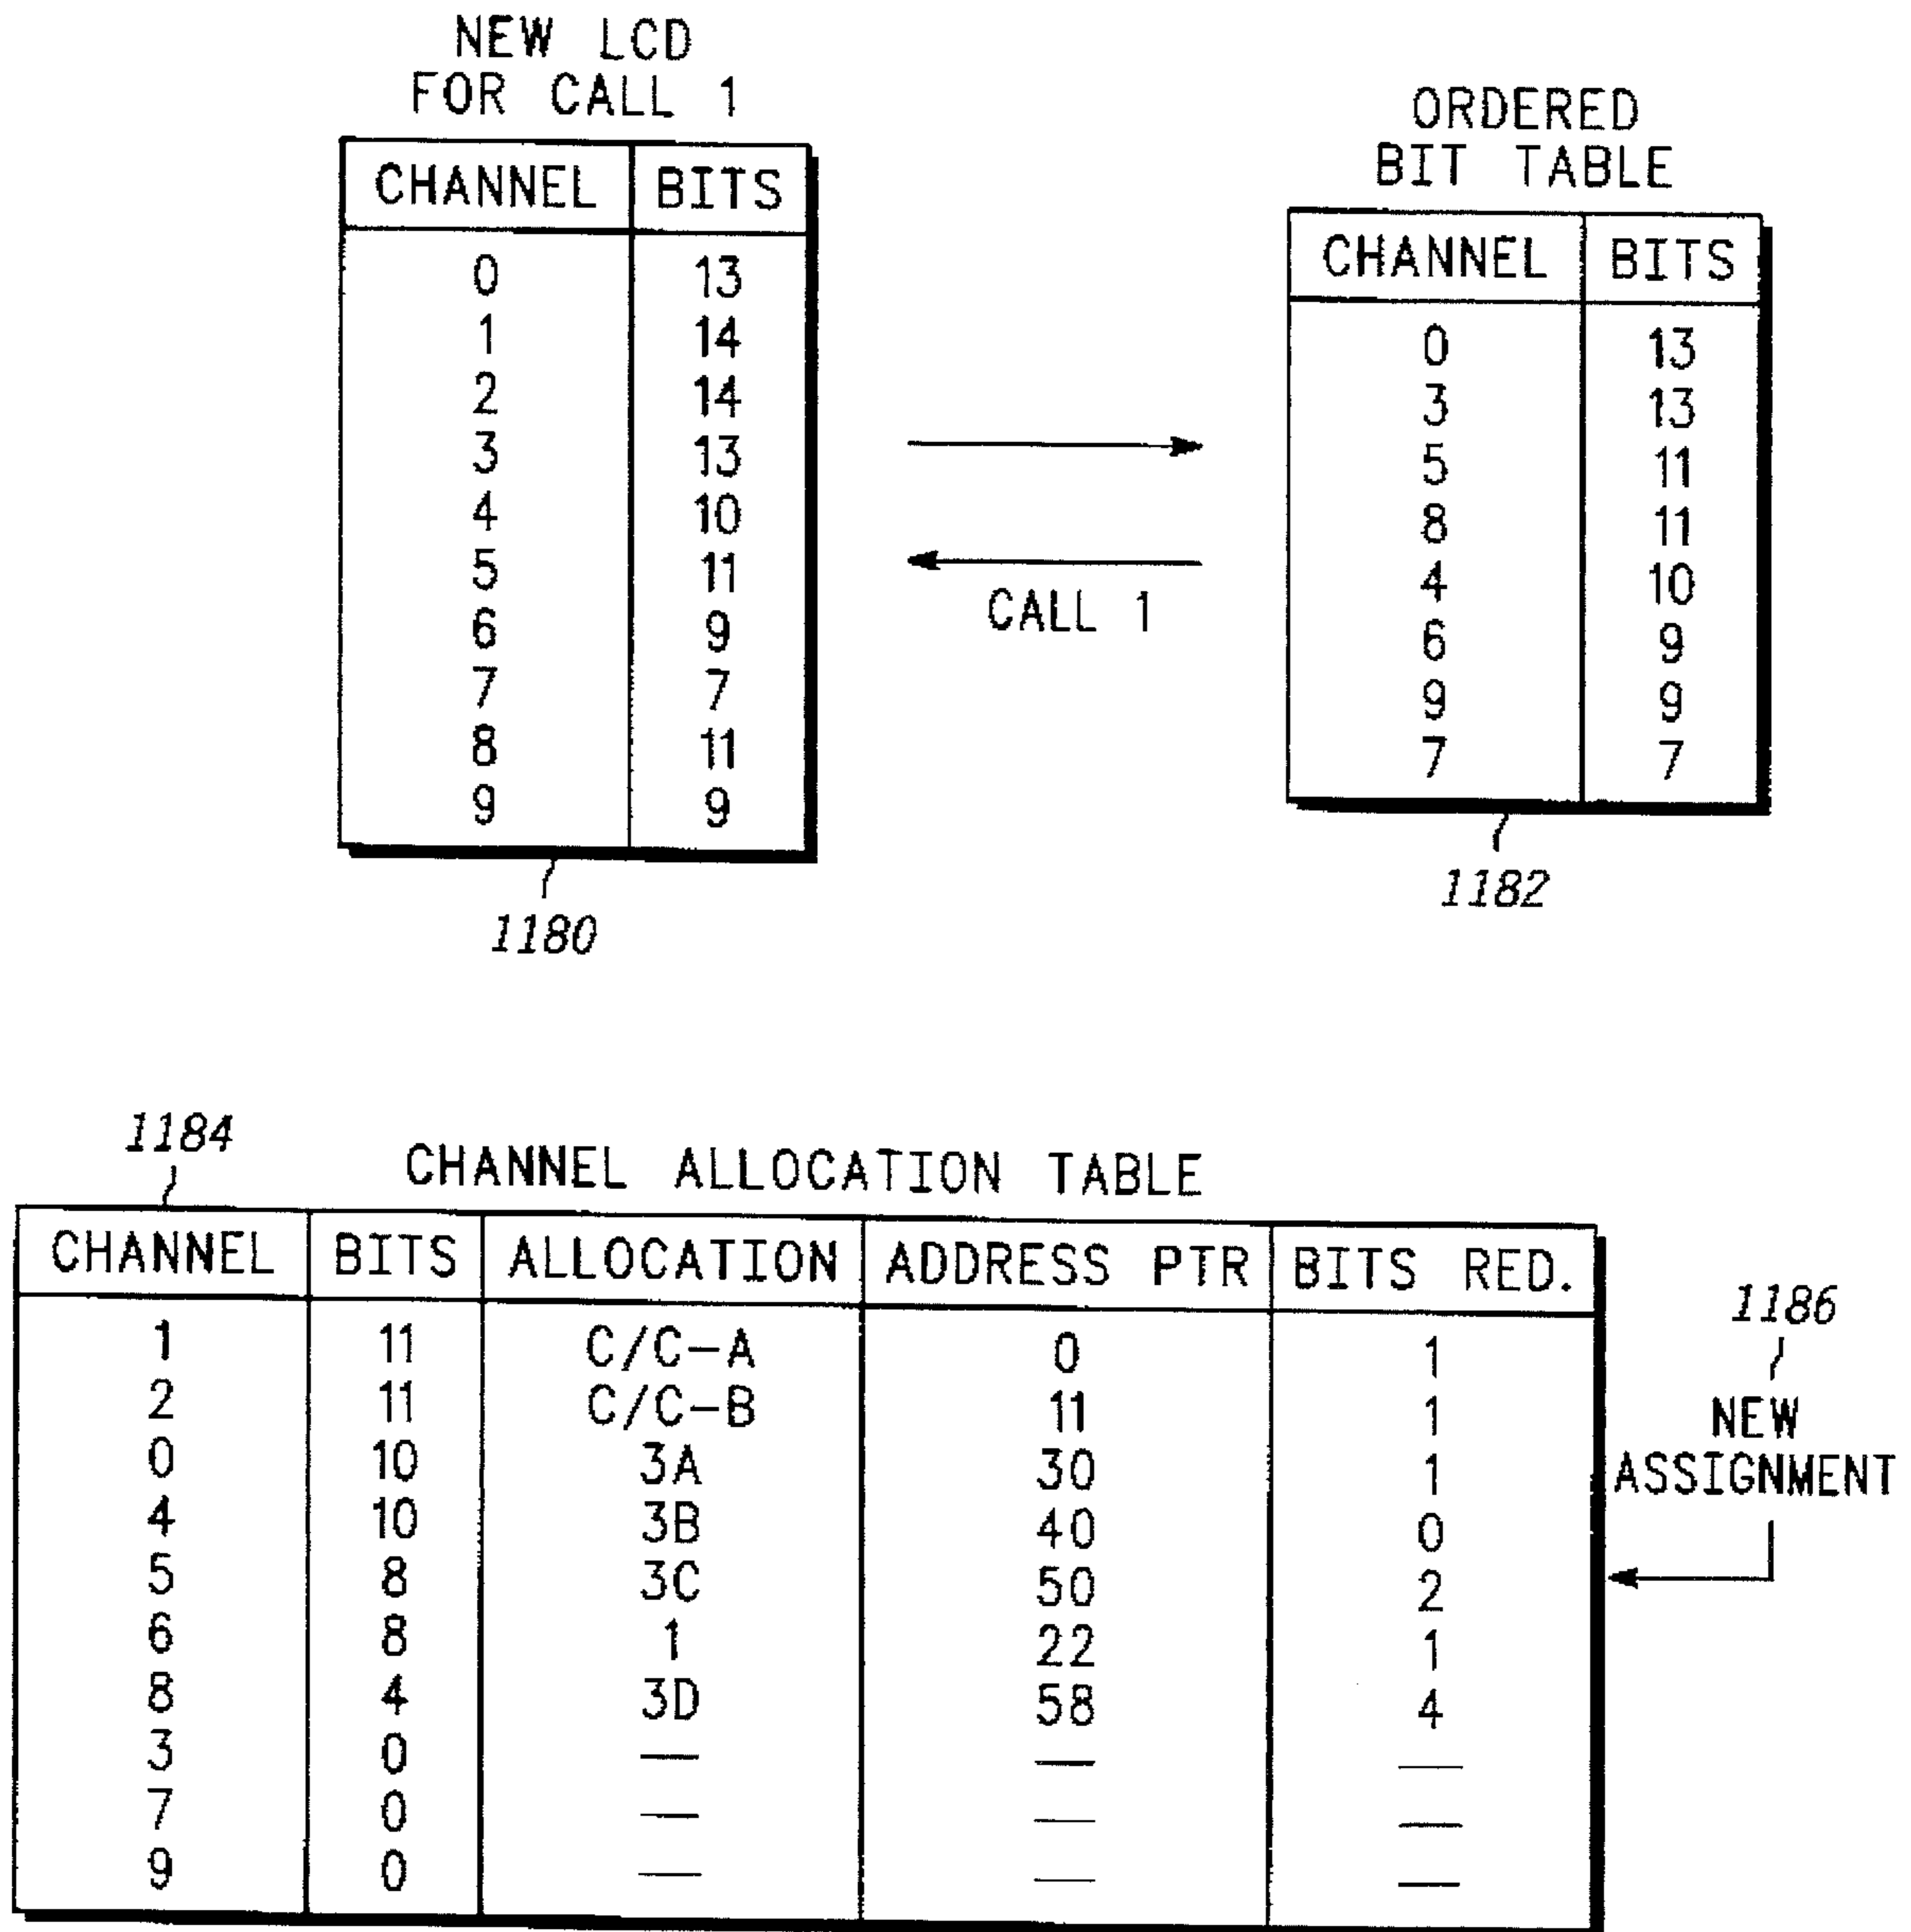 NEW LCD
FOR CALL 1
CHANNEL BITS
0 13
1 14
2 14
3 13
4 10
5 11
6 9
7 7
8 11
9 9
1180
CALL 1
ORDERED
BIT TABLE
CHANNEL BITS
0 13
3 13
5 11
8 11
4 10
6 9
9 9
7 7
1182
1184
CHANNEL ALLOCATION TABLE
CHANNEL BITS ALLOCATION ADDRESS PTR BITS RED.
1 11 C/C-A 0 1
2 11 C/C-B 11 1
0 10 3A 30 1
4 10 3B 40 0
5 8 3C 50 2
6 8 1 22 1
8 4 3D 58 4
3 0 — — —
7 0 — — —
9 0 — — —
1186
NEW
ASSIGNMENT